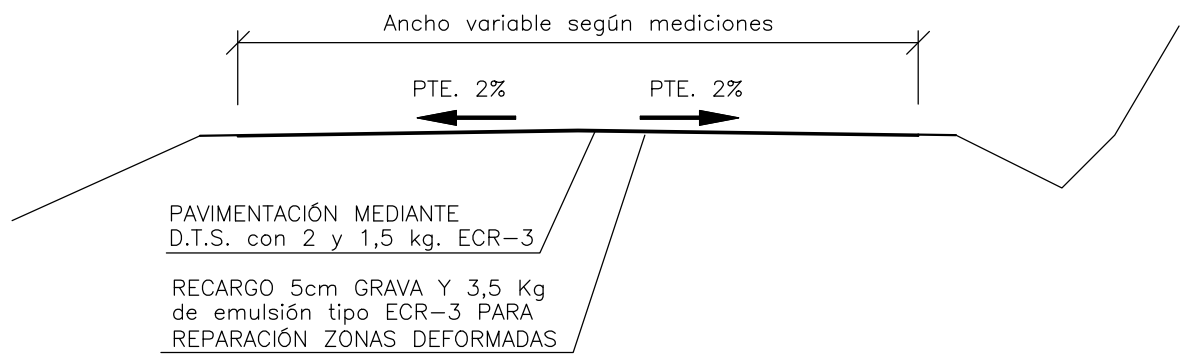 Ancho variable según mediciones
PTE. 2%
PTE. 2%
PAVIMENTACIÓN MEDIANTE
D.T.S. con 2 y 1,5 kg. ECR-3
RECARGO 5cm GRAVA Y 3,5 Kg
de emulsión tipo ECR-3 PARA
REPARACIÓN ZONAS DEFORMADAS